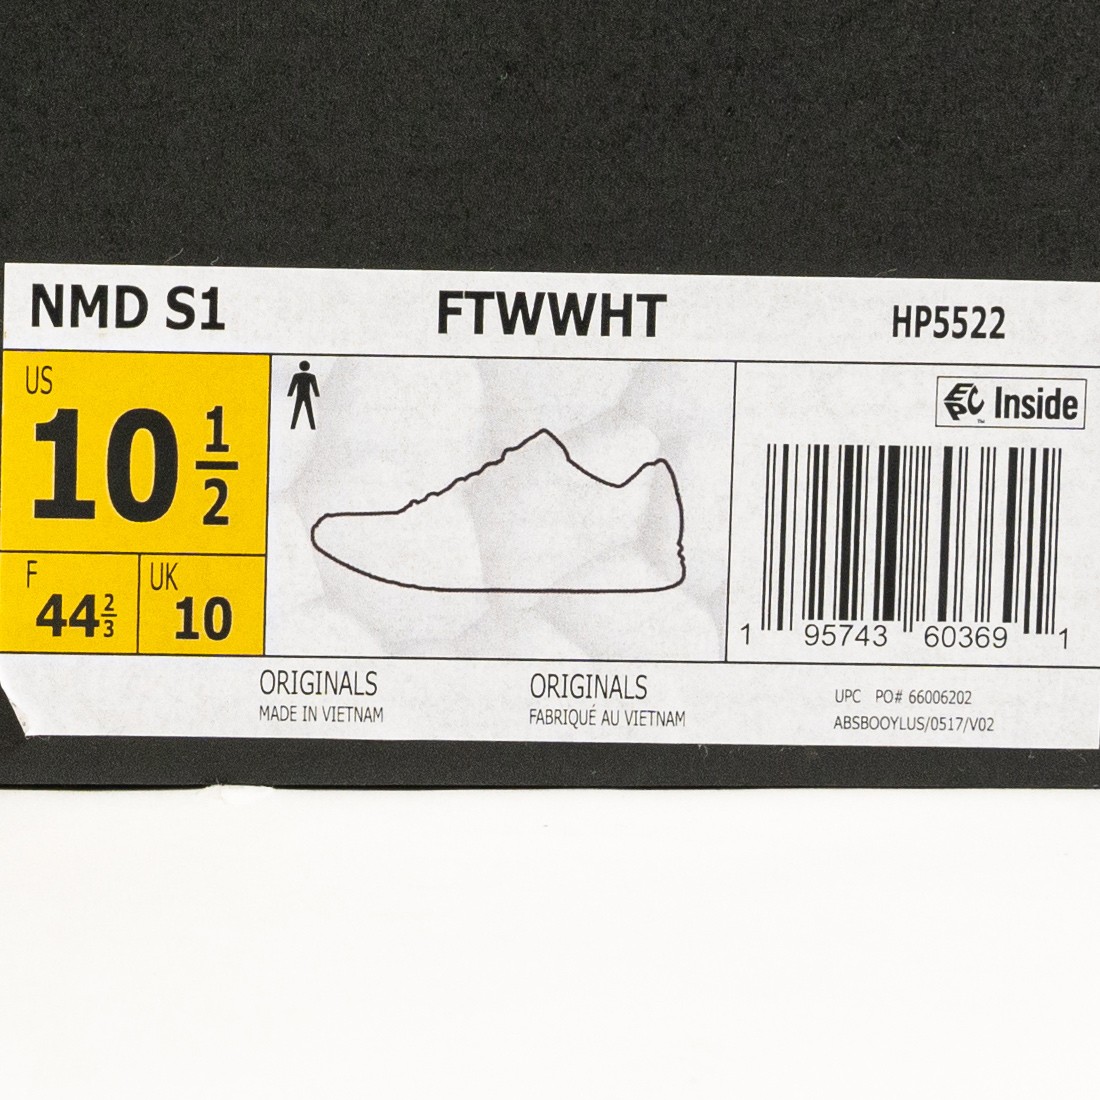 NMD S1 FTWWHT HP5522
US
10 1/2
EPC Inside
™
F
44 2/3
UK
10
1 95743 60369 1
ORIGINALS
MADE IN VIETNAM
ORIGINALS
FABRIQUÉ AU VIETNAM
UPC PO# 66006202
ABSBOOYLUS/0517/V02